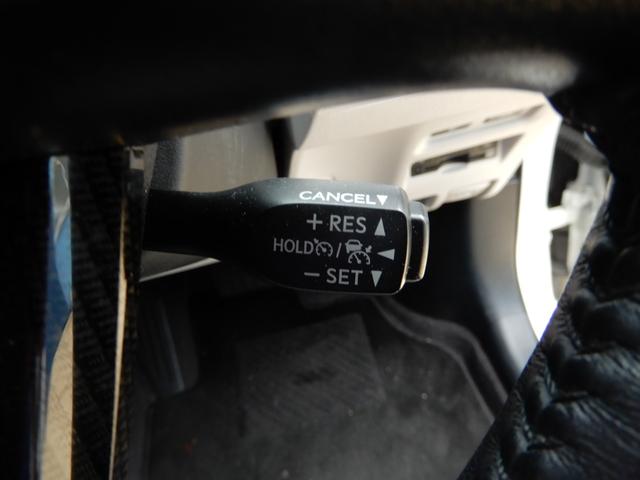 CANCEL▼
+ RES ▲
HOLD / ◀
− SET ▼